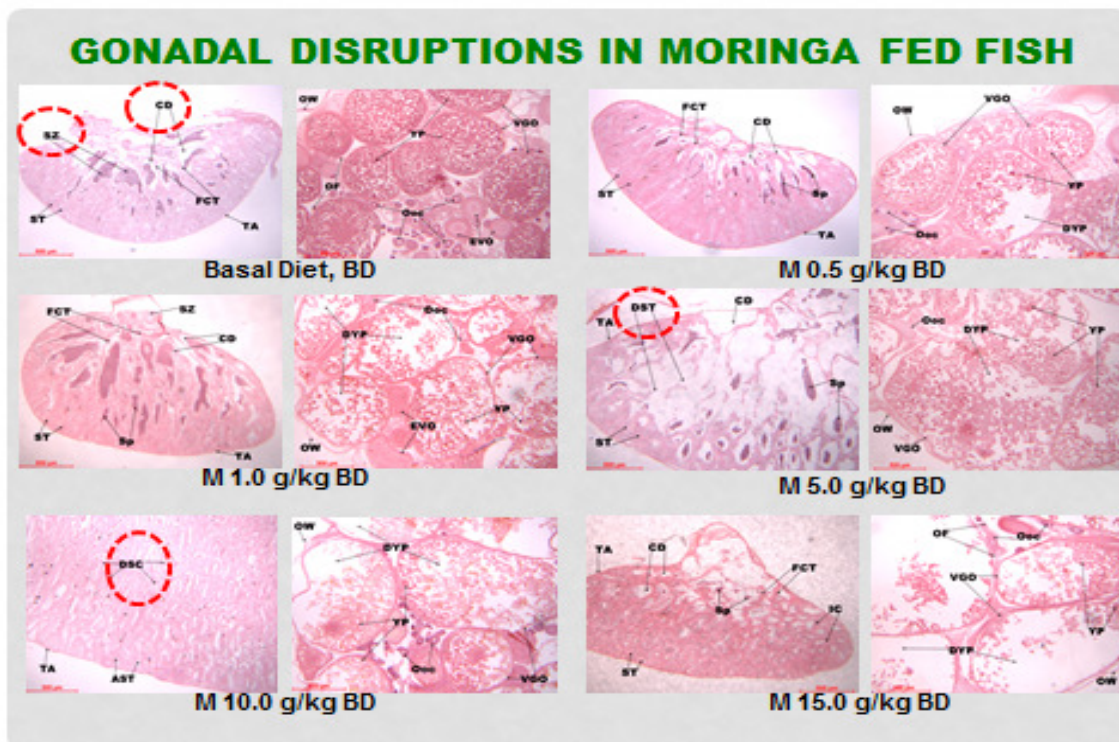 GONADAL DISRUPTIONS IN MORINGA FED FISH
CD
SZ
ST
FCT
TA
OW
YP
VGO
OF
Ooc
EVO
Basal Diet, BD
FCT
CD
ST
Sp
TA
OW
VGO
YP
Ooc
DYP
M 0.5 g/kg BD
SZ
FCT
CD
ST
Sp
TA
Ooc
DYP
VGO
YP
EVO
OW
M 1.0 g/kg BD
DST
CD
TA
Sp
ST
Ooc
DYP
YP
OW
VGO
M 5.0 g/kg BD
DSC
TA
AST
OW
DYP
YP
Ooc
VGO
M 10.0 g/kg BD
TA
CD
FCT
Sp
IC
ST
OF
Ooc
VGO
YP
DYP
OW
M 15.0 g/kg BD